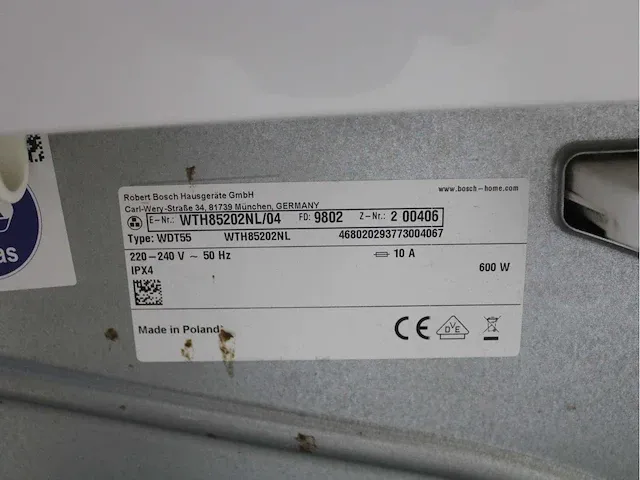 Robert Bosch Hausgeräte GmbH
www.bosch-home.com
Carl-Wery-Straße 34, 81739 München, GERMANY
E-Nr: WTH85202NL/04 FD: 9802 Z-Nr: 2 00406
Type: WDT55 WTH85202NL 468020293773004067
220-240 V ~ 50 Hz 10 A
IPX4 600 W
Made in Poland
CE DVE
as